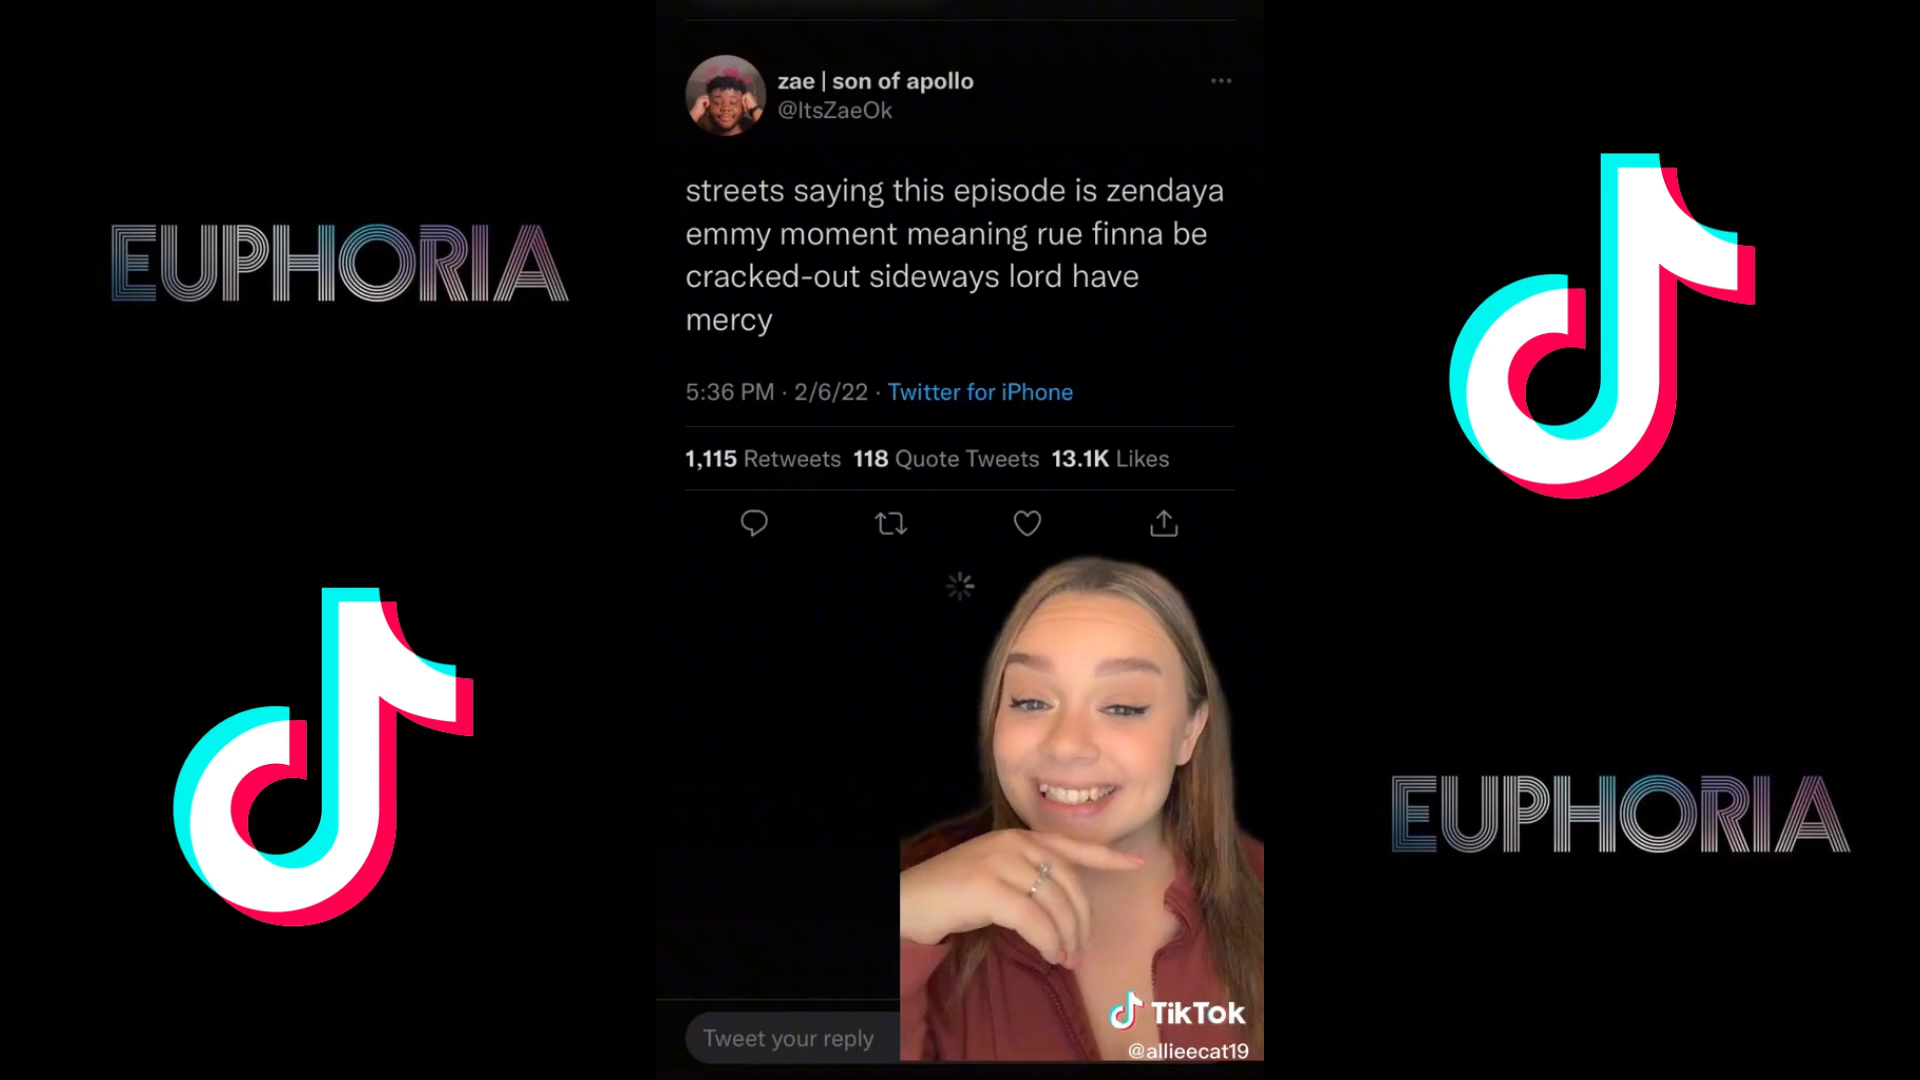 EUPHORIA
zae | son of apollo
@ItsZaeOk
streets saying this episode is zendaya
emmy moment meaning rue finna be
cracked-out sideways lord have
mercy
5:36 PM · 2/6/22 · Twitter for iPhone
1,115 Retweets 118 Quote Tweets 13.1K Likes
Tweet your reply
TikTok
@allieecat19
EUPHORIA